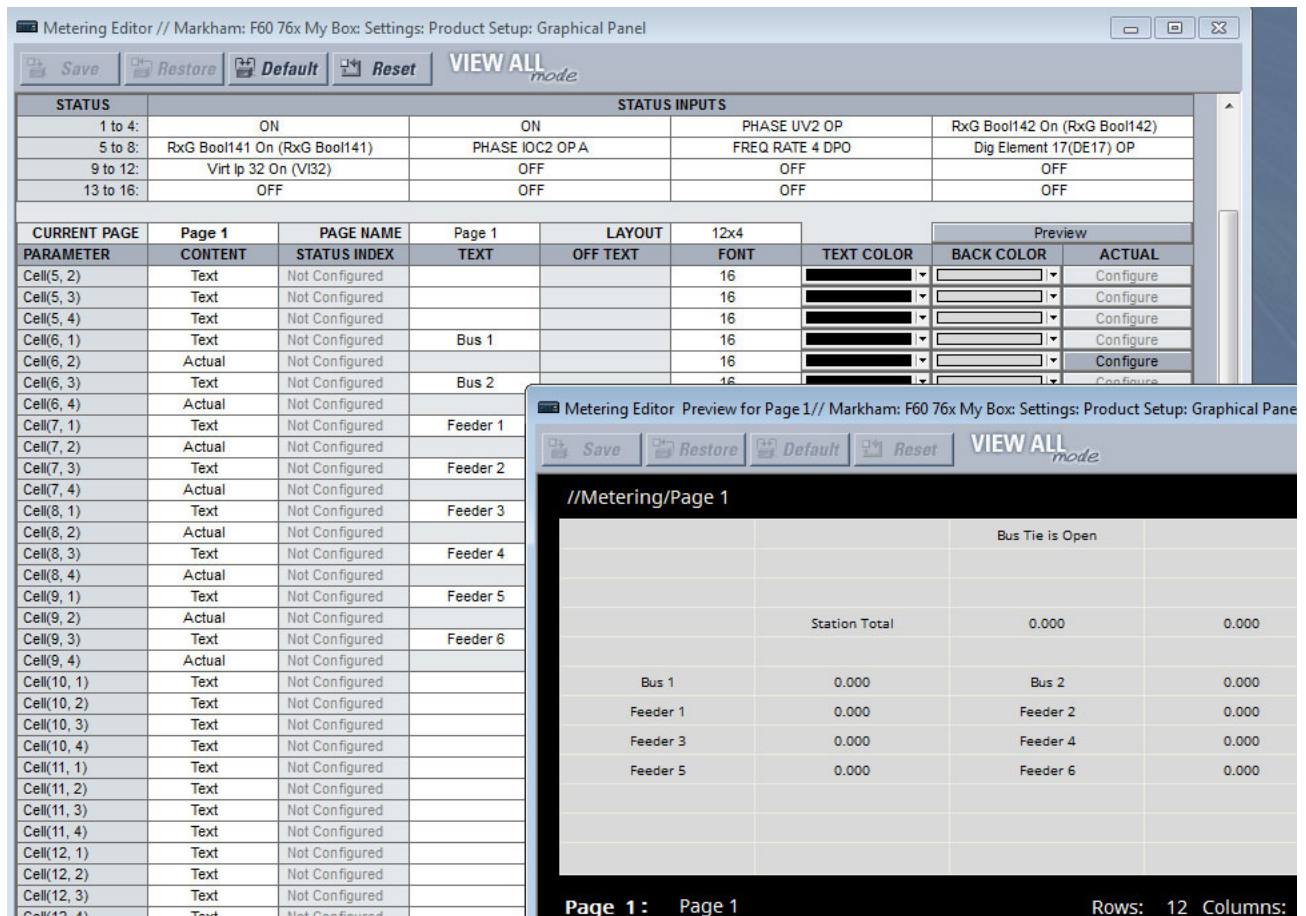 Metering Editor // Markham: F60 76x My Box: Settings: Product Setup: Graphical Panel
Save Restore Default Reset VIEW ALL mode
STATUS STATUS INPUTS
1 to 4: ON ON PHASE UV2 OP RxG Bool142 On (RxG Bool142)
5 to 8: RxG Bool141 On (RxG Bool141) PHASE IOC2 OP A FREQ RATE 4 DPO Dig Element 17(DE17) OP
9 to 12: Virt Ip 32 On (VI32) OFF OFF OFF
13 to 16: OFF OFF OFF OFF
CURRENT PAGE Page 1 PAGE NAME Page 1 LAYOUT 12x4 Preview
PARAMETER CONTENT STATUS INDEX TEXT OFF TEXT FONT TEXT COLOR BACK COLOR ACTUAL
Cell(5, 2) Text Not Configured 16 Configure
Cell(5, 3) Text Not Configured 16 Configure
Cell(5, 4) Text Not Configured 16 Configure
Cell(6, 1) Text Not Configured Bus 1 16 Configure
Cell(6, 2) Actual Not Configured 16 Configure
Cell(6, 3) Text Not Configured Bus 2 16 Configure
Cell(6, 4) Actual Not Configured
Cell(7, 1) Text Not Configured Feeder 1
Cell(7, 2) Actual Not Configured
Cell(7, 3) Text Not Configured Feeder 2
Cell(7, 4) Actual Not Configured
Cell(8, 1) Text Not Configured Feeder 3
Cell(8, 2) Actual Not Configured
Cell(8, 3) Text Not Configured Feeder 4
Cell(8, 4) Actual Not Configured
Cell(9, 1) Text Not Configured Feeder 5
Cell(9, 2) Actual Not Configured
Cell(9, 3) Text Not Configured Feeder 6
Cell(9, 4) Actual Not Configured
Cell(10, 1) Text Not Configured
Cell(10, 2) Text Not Configured
Cell(10, 3) Text Not Configured
Cell(10, 4) Text Not Configured
Cell(11, 1) Text Not Configured
Cell(11, 2) Text Not Configured
Cell(11, 3) Text Not Configured
Cell(11, 4) Text Not Configured
Cell(12, 1) Text Not Configured
Cell(12, 2) Text Not Configured
Cell(12, 3) Text Not Configured
Cell(12, 4) Text Not Configured
Metering Editor Preview for Page 1// Markham: F60 76x My Box: Settings: Product Setup: Graphical Pane
Save Restore Default Reset VIEW ALL mode
//Metering/Page 1
Bus Tie is Open
Station Total 0.000 0.000
Bus 1 0.000 Bus 2 0.000
Feeder 1 0.000 Feeder 2 0.000
Feeder 3 0.000 Feeder 4 0.000
Feeder 5 0.000 Feeder 6 0.000
Page 1: Page 1 Rows: 12 Columns: